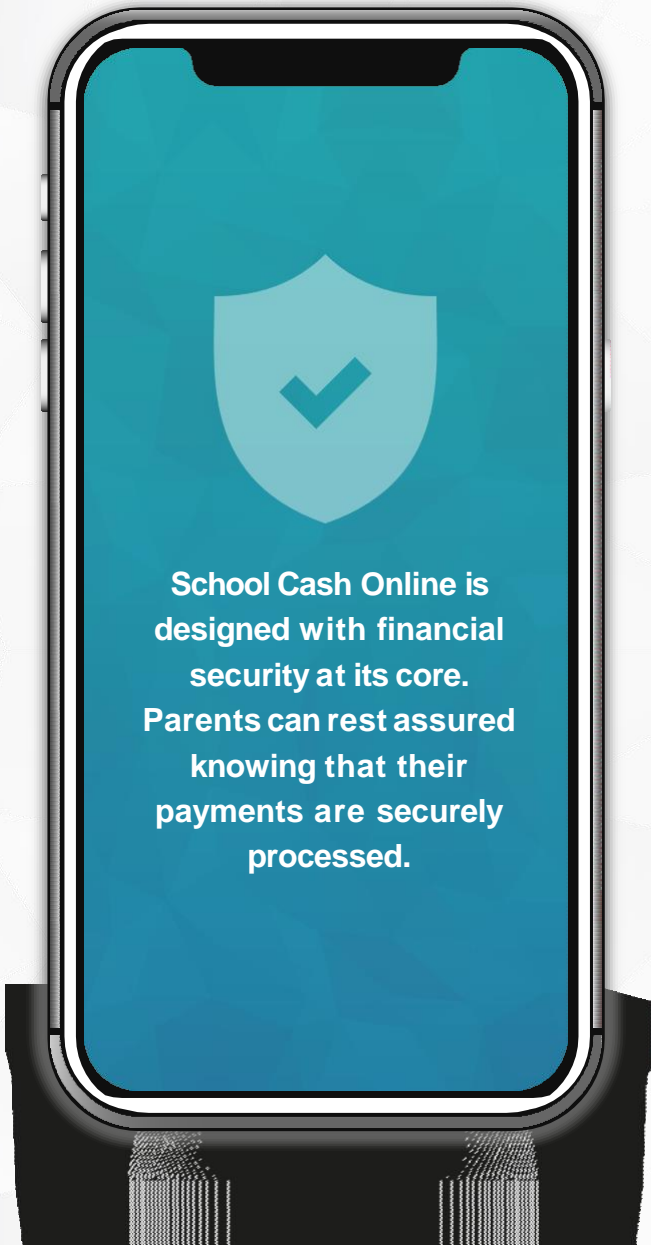 School Cash Online is
designed with financial
security at its core.
Parents can rest assured
knowing that their
payments are securely
processed.